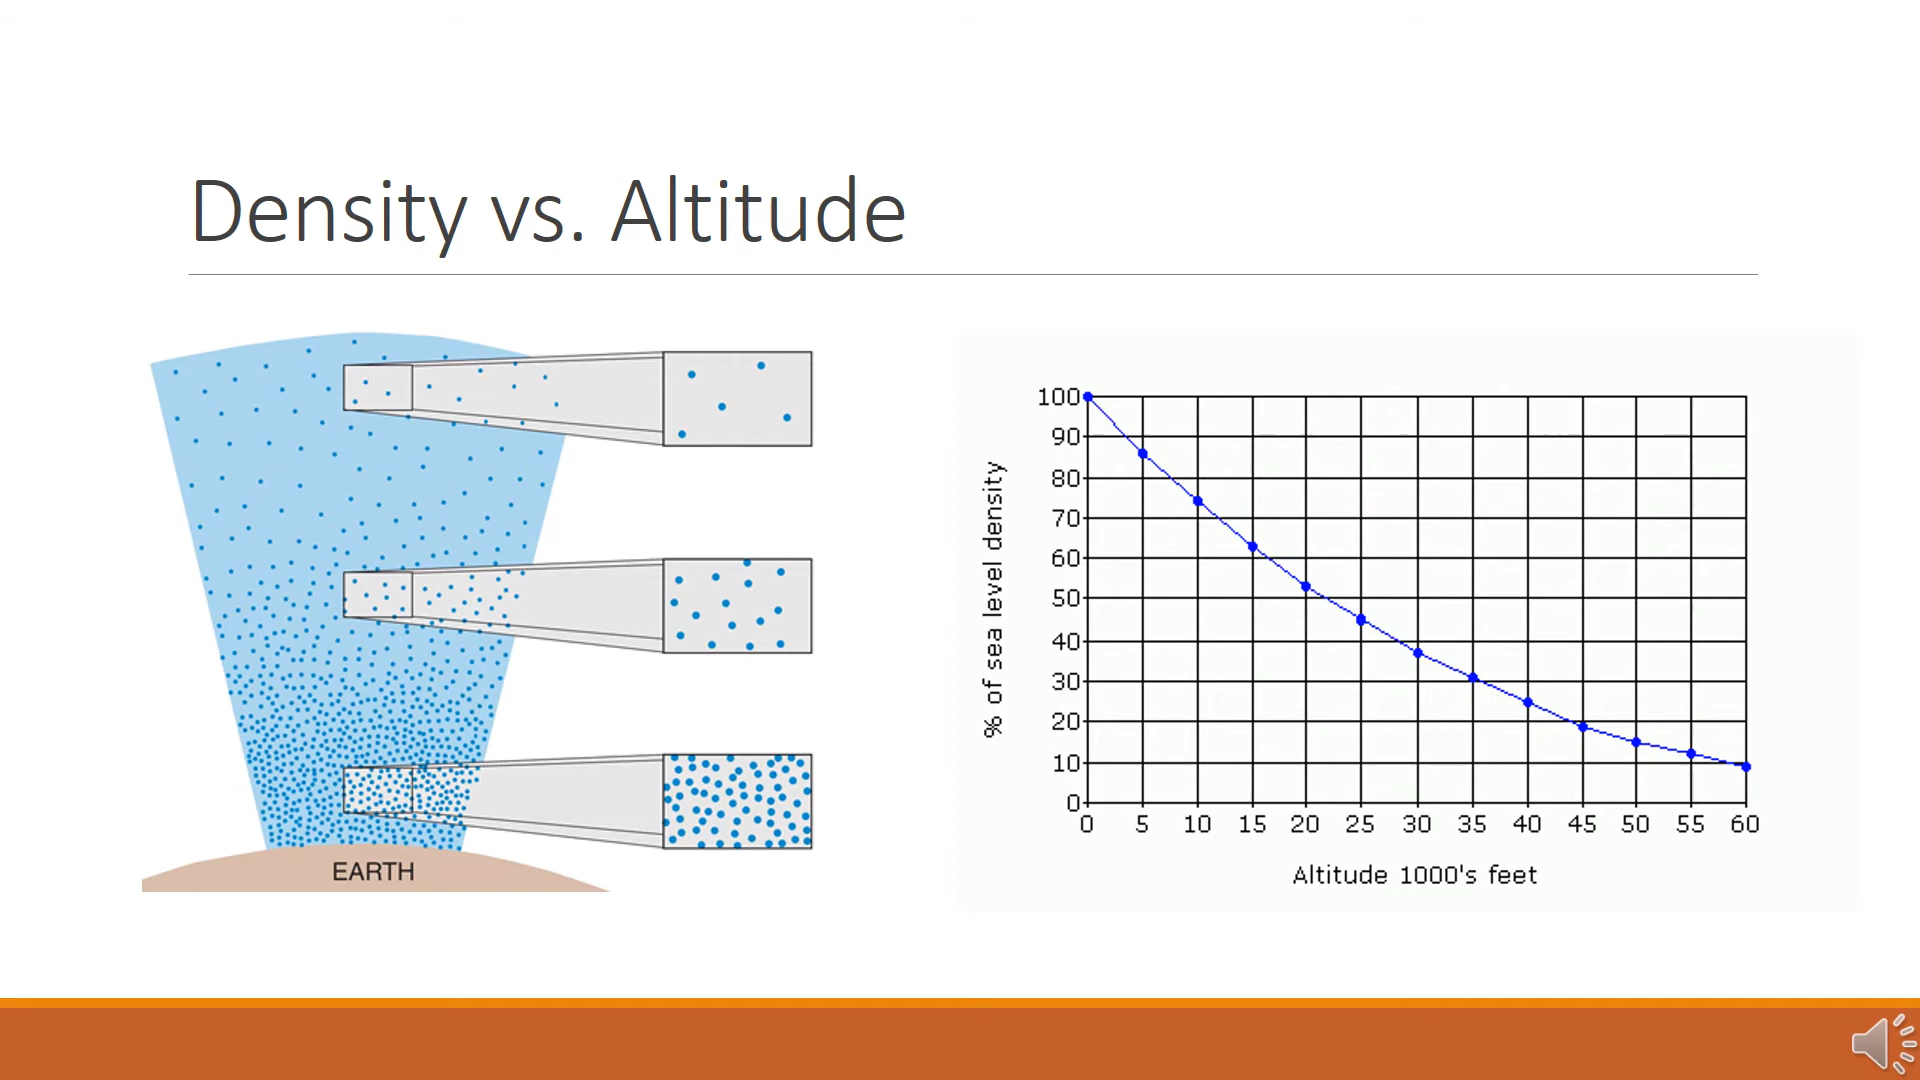 Density vs. Altitude
EARTH
% of sea level density
100
90
80
70
60
50
40
30
20
10
0
0 5 10 15 20 25 30 35 40 45 50 55 60
Altitude 1000's feet